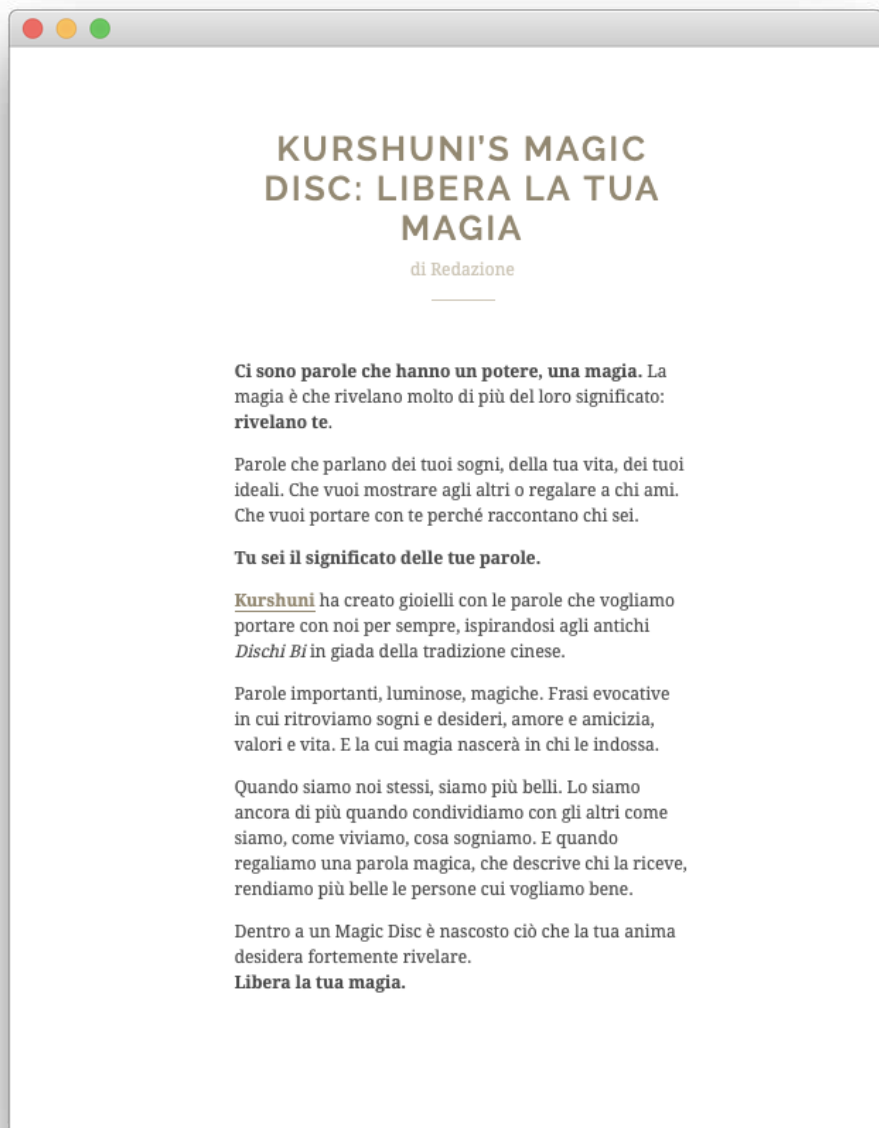 KURSHUNI'S MAGIC
DISC: LIBERA LA TUA
MAGIA
di Redazione
Ci sono parole che hanno un potere, una magia. La
magia è che rivelano molto di più del loro significato:
rivelano te.
Parole che parlano dei tuoi sogni, della tua vita, dei tuoi
ideali. Che vuoi mostrare agli altri o regalare a chi ami.
Che vuoi portare con te perché raccontano chi sei.
Tu sei il significato delle tue parole.
Kurshuni ha creato gioielli con le parole che vogliamo
portare con noi per sempre, ispirandosi agli antichi
Dischi Bi in giada della tradizione cinese.
Parole importanti, luminose, magiche. Frasi evocative
in cui ritroviamo sogni e desideri, amore e amicizia,
valori e vita. E la cui magia nascerà in chi le indossa.
Quando siamo noi stessi, siamo più belli. Lo siamo
ancora di più quando condividiamo con gli altri come
siamo, come viviamo, cosa sogniamo. E quando
regaliamo una parola magica, che descrive chi la riceve,
rendiamo più belle le persone cui vogliamo bene.
Dentro a un Magic Disc è nascosto ciò che la tua anima
desidera fortemente rivelare.
Libera la tua magia.